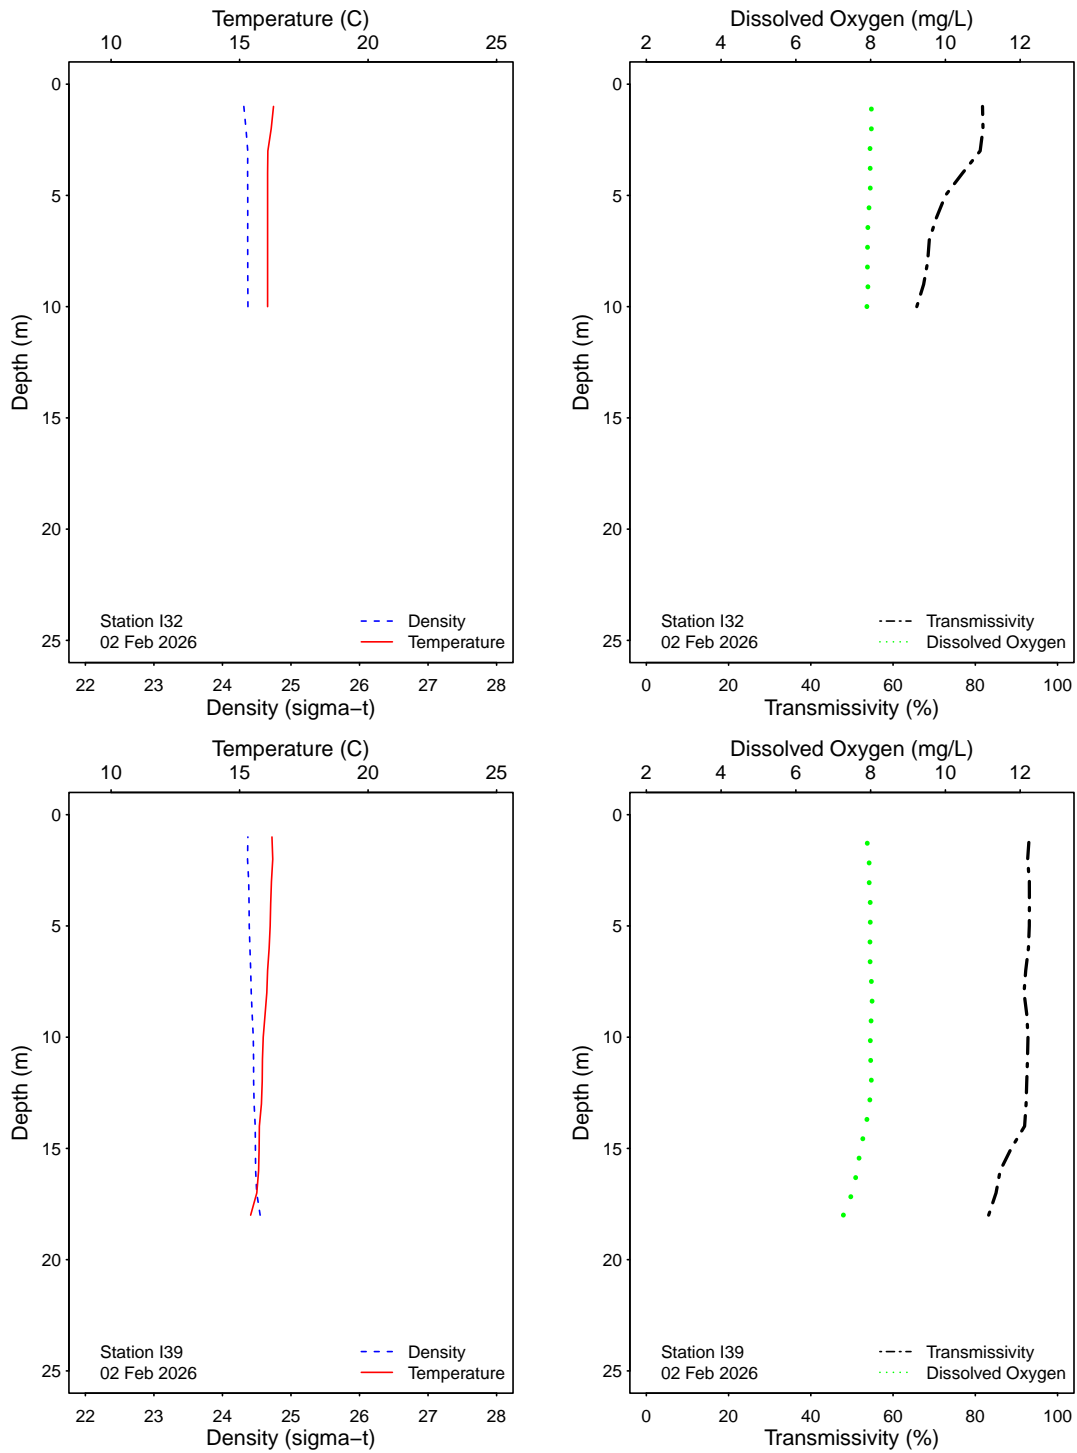 Temperature (C)
10 15 20 25
0
5
10
15
20
25
Depth (m)
Station I32
02 Feb 2026
Density
Temperature
22 23 24 25 26 27 28
Density (sigma−t)
Dissolved Oxygen (mg/L)
2 4 6 8 10 12
0
5
10
15
20
25
Depth (m)
Station I32
02 Feb 2026
Transmissivity
Dissolved Oxygen
0 20 40 60 80 100
Transmissivity (%)
Temperature (C)
10 15 20 25
0
5
10
15
20
25
Depth (m)
Station I39
02 Feb 2026
Density
Temperature
22 23 24 25 26 27 28
Density (sigma−t)
Dissolved Oxygen (mg/L)
2 4 6 8 10 12
0
5
10
15
20
25
Depth (m)
Station I39
02 Feb 2026
Transmissivity
Dissolved Oxygen
0 20 40 60 80 100
Transmissivity (%)